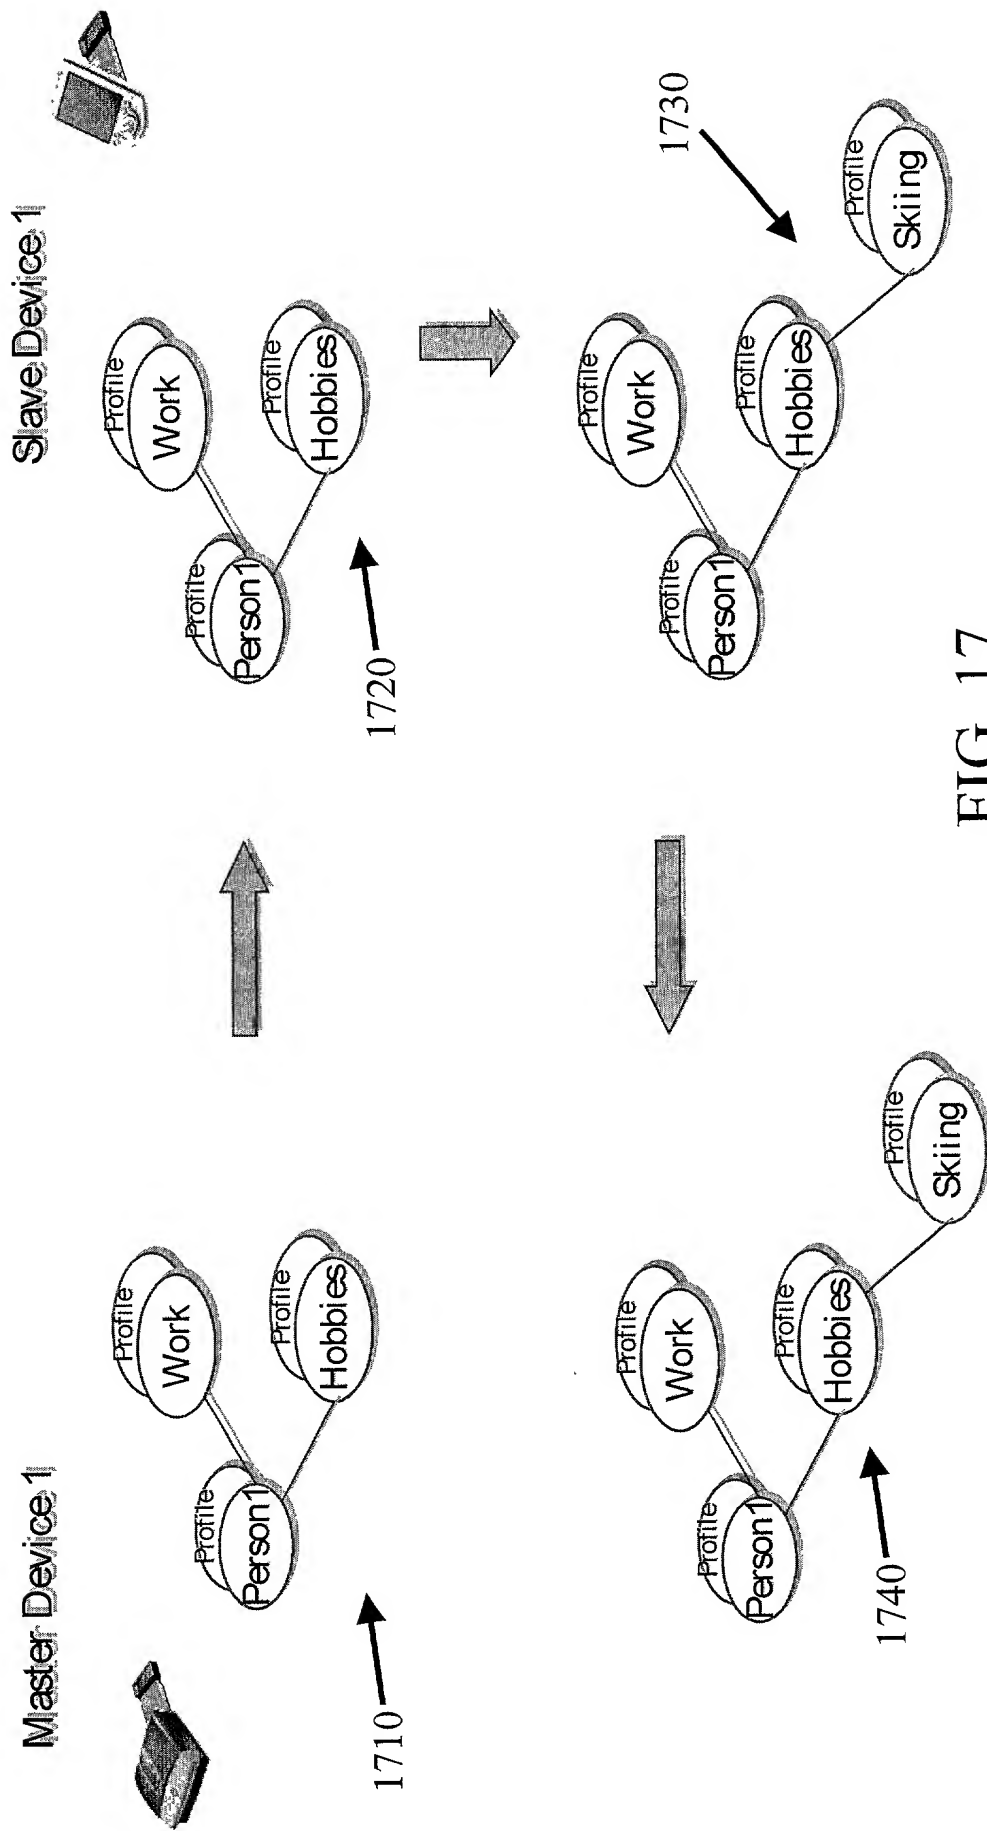 Master Device 1
Profile
Work
Profile
Person1
Profile
Hobbies
1710
Slave Device 1
Profile
Work
Profile
Person1
Profile
Hobbies
1720
Profile
Work
Profile
Person1
Profile
Hobbies
Profile
Skiing
1740
Profile
Work
Profile
Person1
Profile
Hobbies
Profile
Skiing
1730
FIG. 17